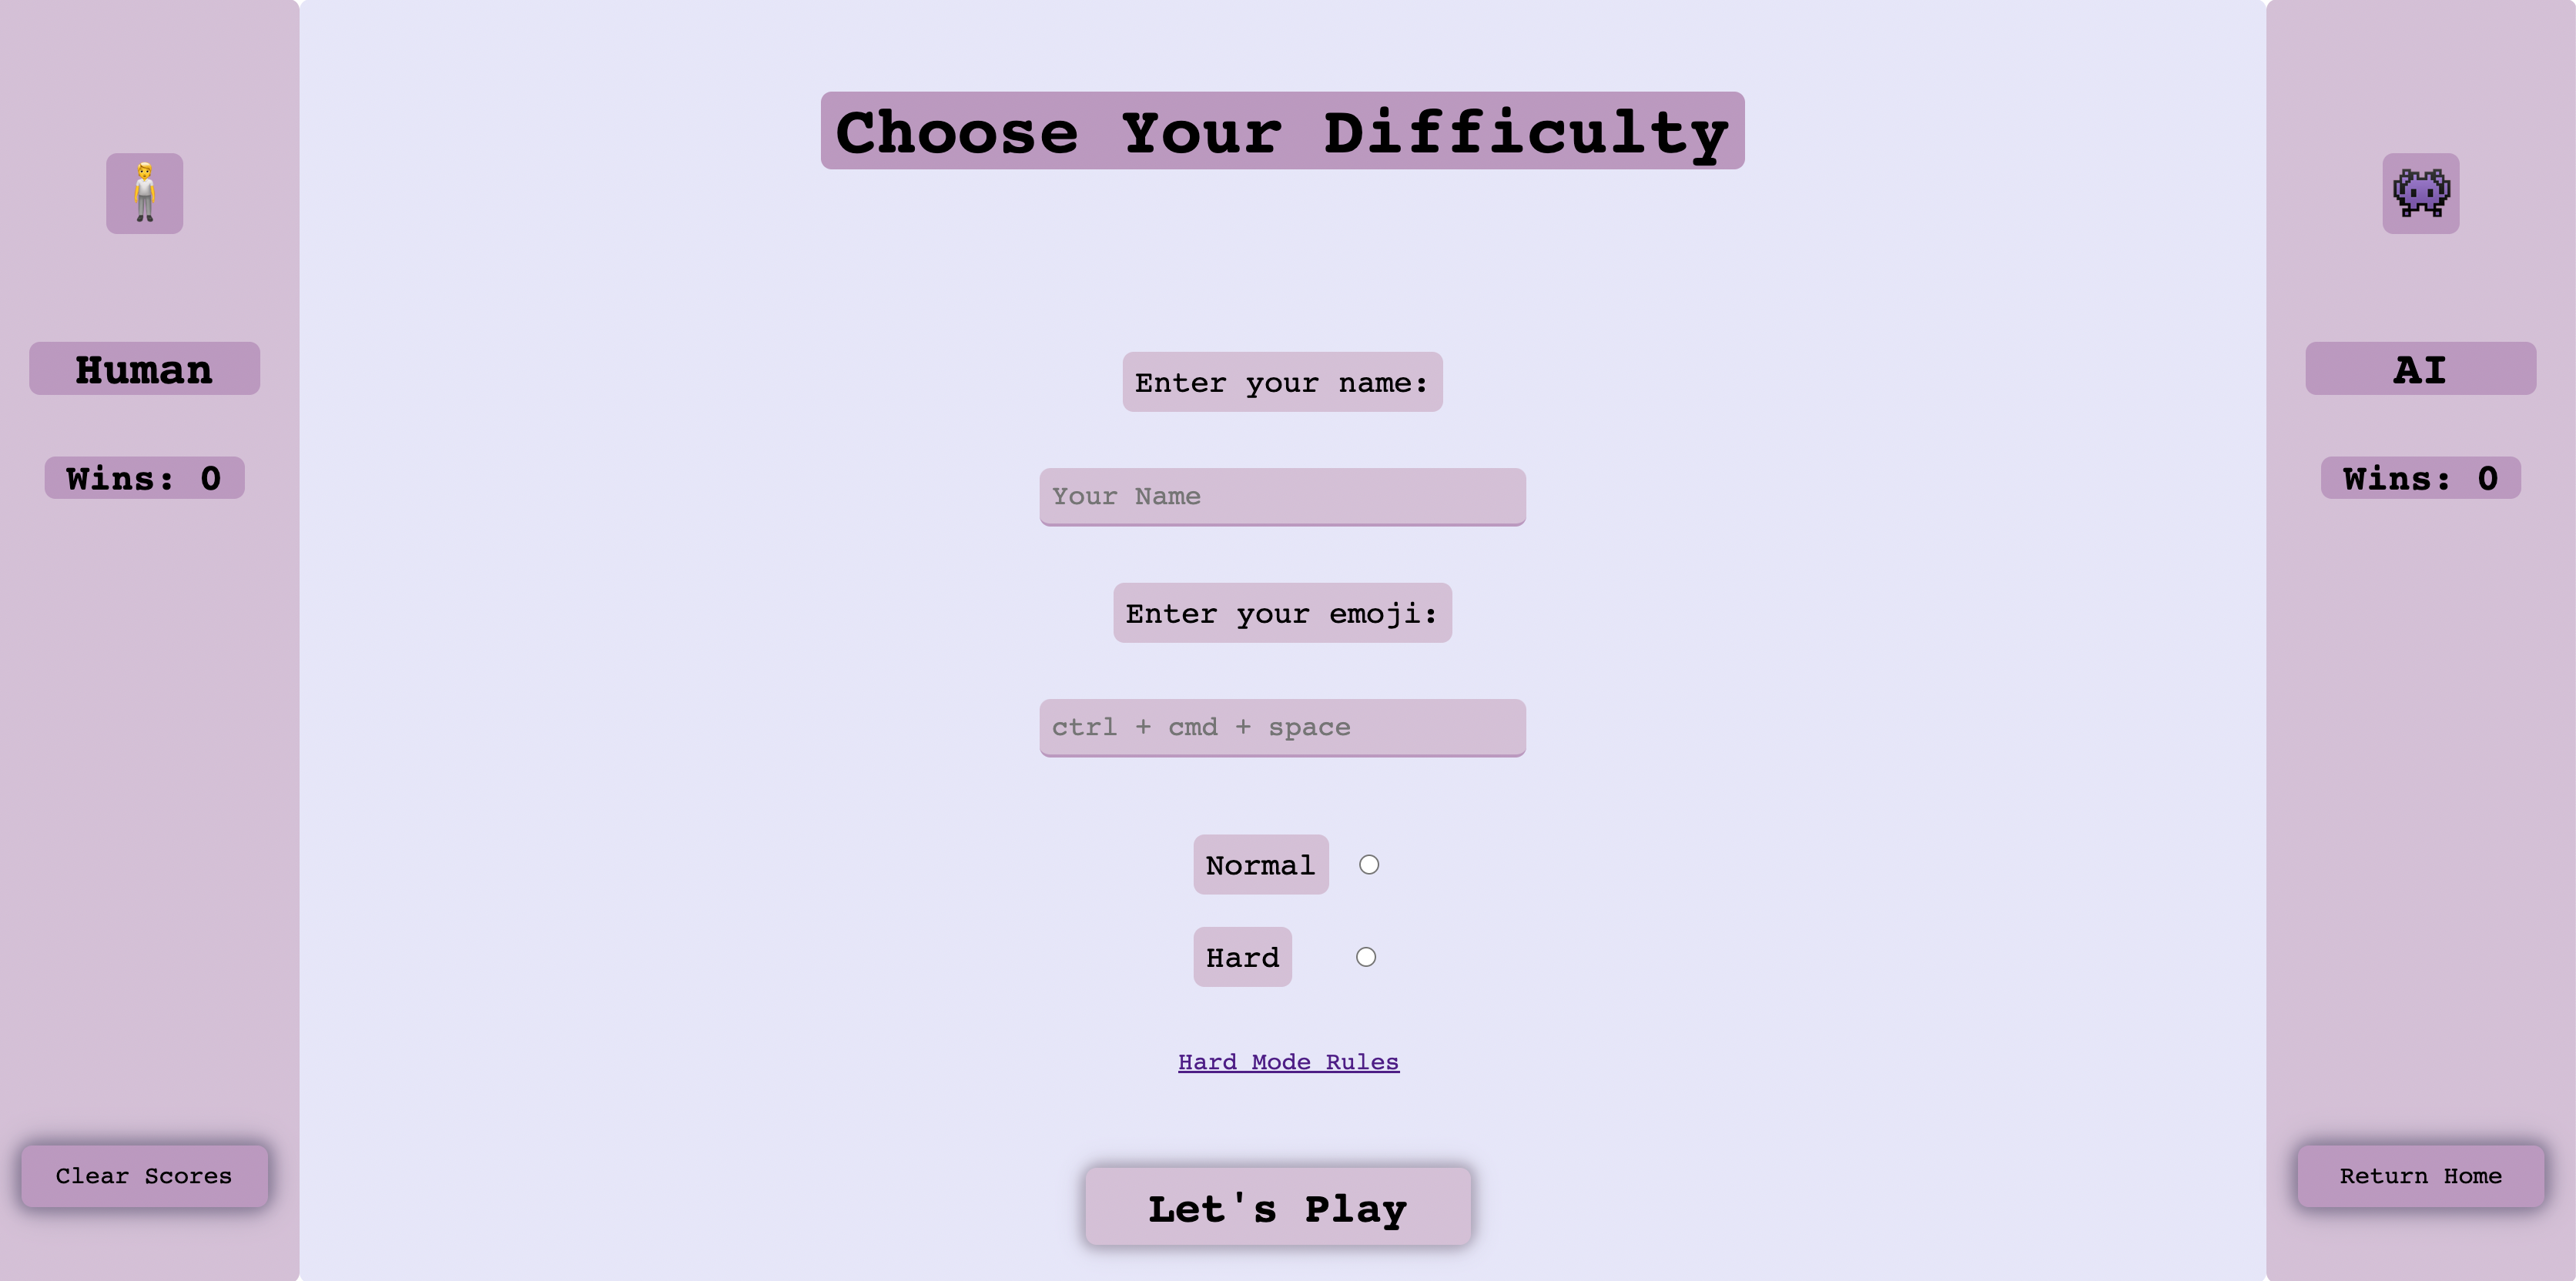 Choose Your Difficulty
Human
Wins: 0
Clear Scores
Enter your name:
Your Name
Enter your emoji:
ctrl + cmd + space
Normal
Hard
Hard Mode Rules
Let's Play
AI
Wins: 0
Return Home